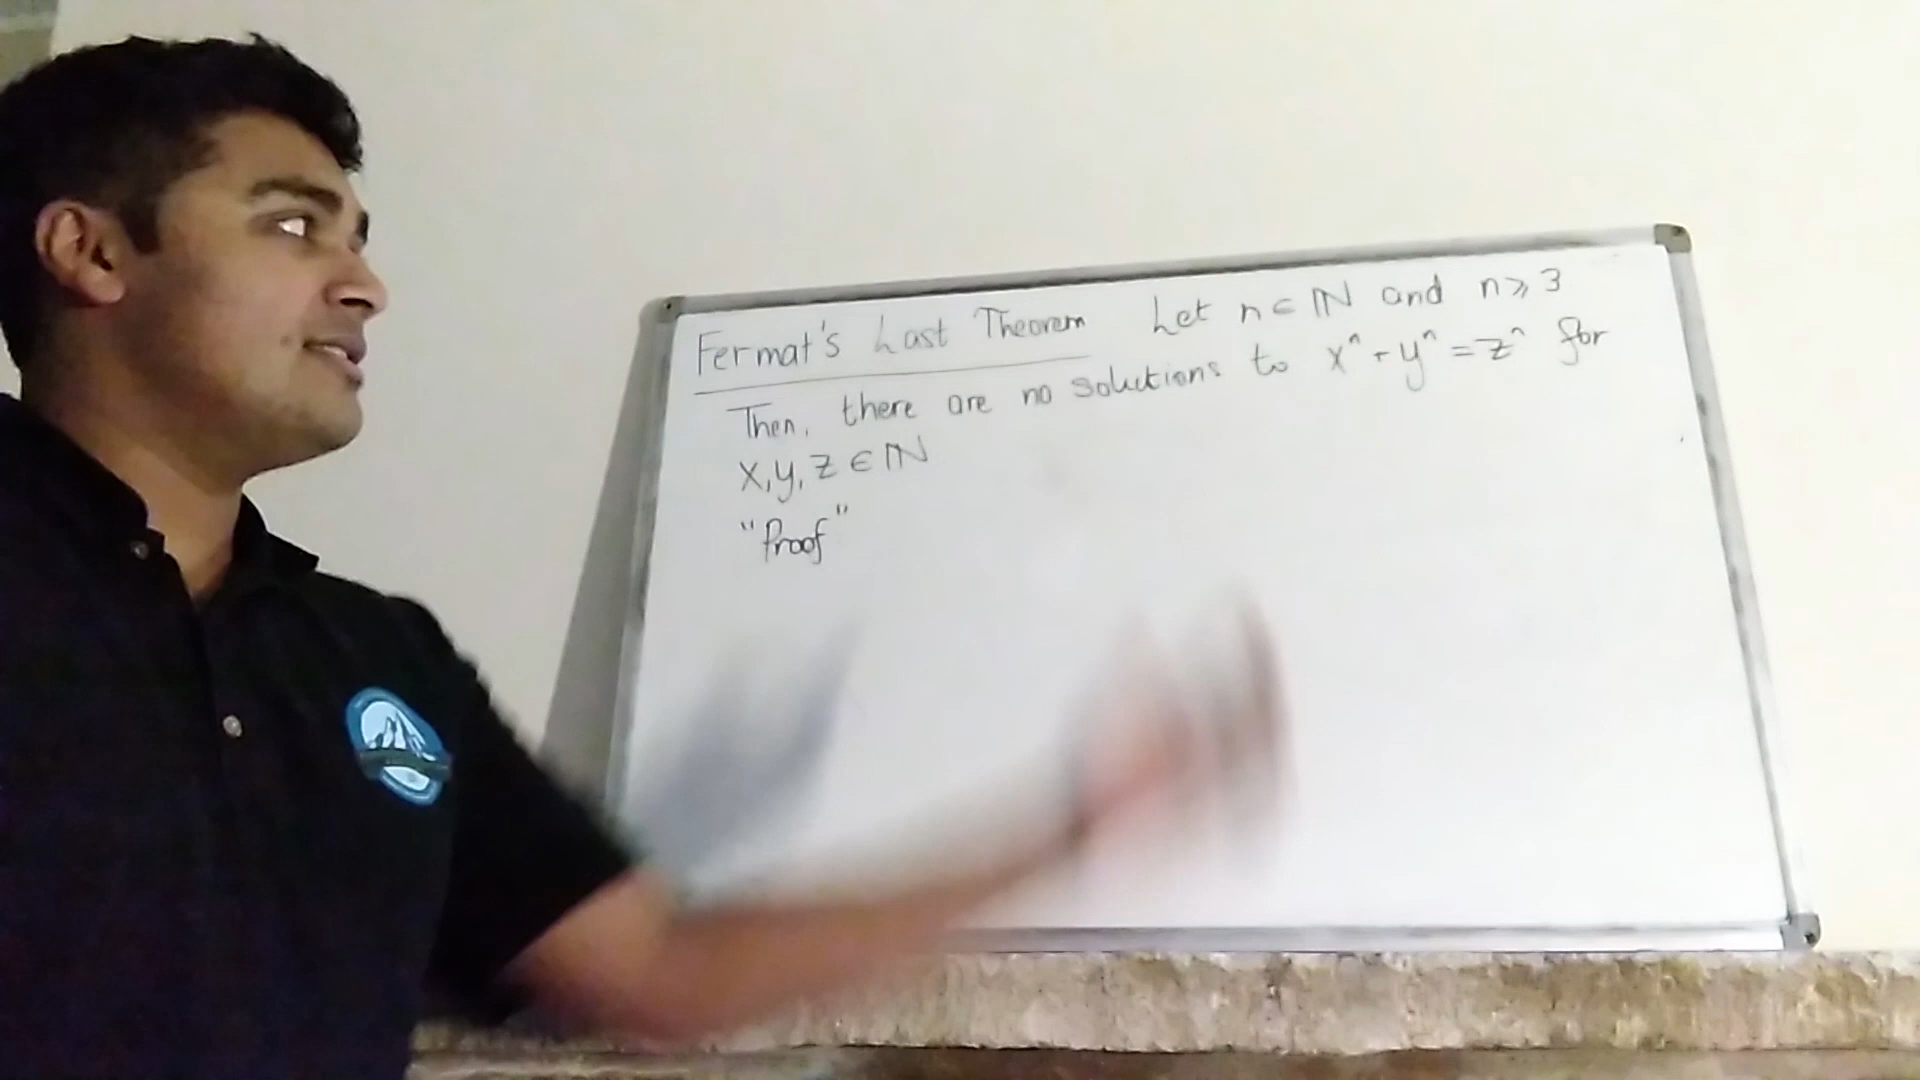 Fermat's Last Theorem Let n ∈ ℕ and n ⩾ 3
Then, there are no solutions to xⁿ + yⁿ = zⁿ for
x, y, z ∈ ℕ
"Proof"